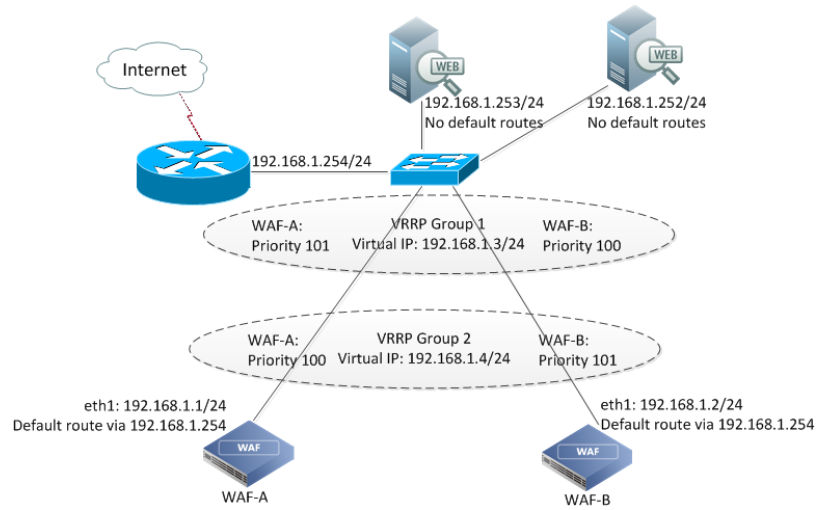 Internet
WEB
WEB
192.168.1.253/24
No default routes
192.168.1.252/24
No default routes
192.168.1.254/24
WAF-A:
Priority 101
VRRP Group 1
Virtual IP: 192.168.1.3/24
WAF-B:
Priority 100
WAF-A:
Priority 100
VRRP Group 2
Virtual IP: 192.168.1.4/24
WAF-B:
Priority 101
eth1: 192.168.1.1/24
Default route via 192.168.1.254
eth1: 192.168.1.2/24
Default route via 192.168.1.254
WAF
WAF
WAF-A
WAF-B